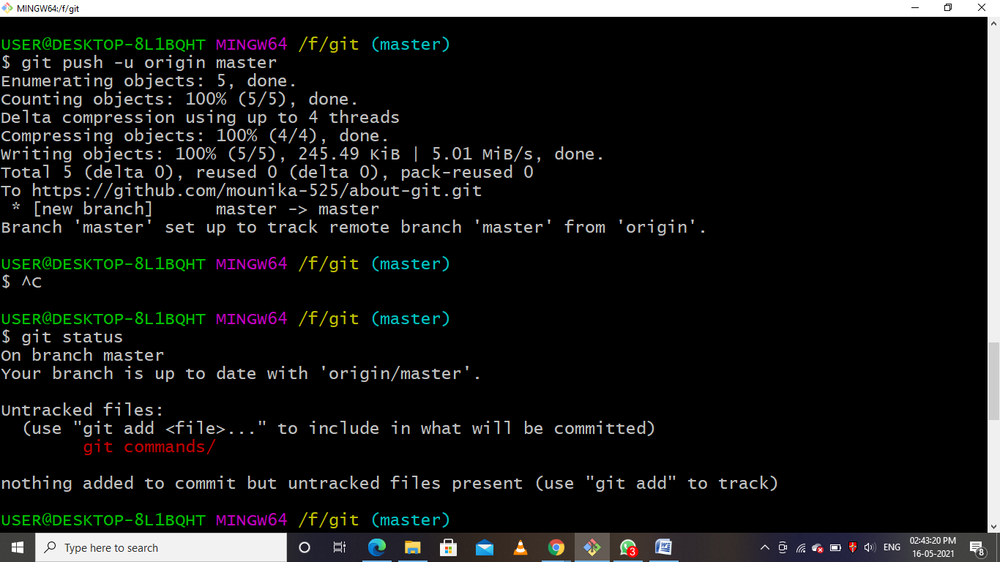 MINGW64:/f/git
USER@DESKTOP-8L1BQHT MINGW64 /f/git (master)
$ git push -u origin master
Enumerating objects: 5, done.
Counting objects: 100% (5/5), done.
Delta compression using up to 4 threads
Compressing objects: 100% (4/4), done.
Writing objects: 100% (5/5), 245.49 KiB | 5.01 MiB/s, done.
Total 5 (delta 0), reused 0 (delta 0), pack-reused 0
To https://github.com/mounika-525/about-git.git
 * [new branch]      master -> master
Branch 'master' set up to track remote branch 'master' from 'origin'.
USER@DESKTOP-8L1BQHT MINGW64 /f/git (master)
$ ^C
USER@DESKTOP-8L1BQHT MINGW64 /f/git (master)
$ git status
On branch master
Your branch is up to date with 'origin/master'.
Untracked files:
  (use "git add <file>..." to include in what will be committed)
        git commands/
nothing added to commit but untracked files present (use "git add" to track)
USER@DESKTOP-8L1BQHT MINGW64 /f/git (master)
Type here to search
3
W
ENG
02:43:20 PM
16-05-2021
8